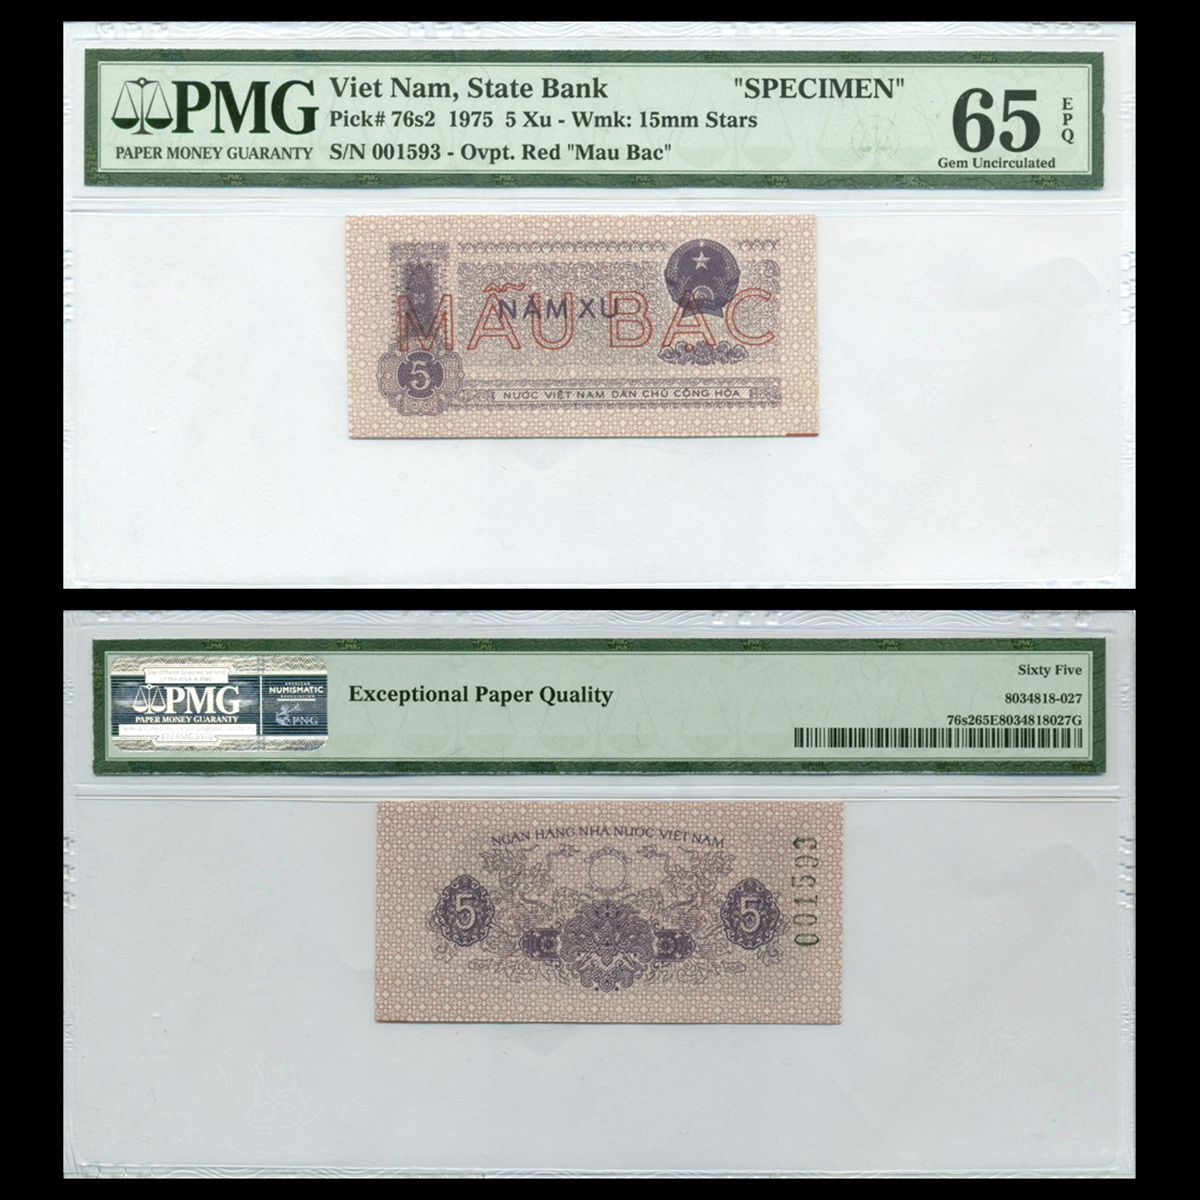 PMG
PAPER MONEY GUARANTY
Viet Nam, State Bank "SPECIMEN"
Pick# 76s2 1975 5 Xu - Wmk: 15mm Stars
S/N 001593 - Ovpt. Red "Mau Bac"
65
EPQ
Gem Uncirculated
NĂM XU
MẪU BẠC
5
NƯỚC VIỆT NAM DÂN CHỦ CỘNG HÒA
PMG
PAPER MONEY GUARANTY
AMERICAN
NUMISMATIC
ASSOCIATION
PNG
Exceptional Paper Quality
Sixty Five
8034818-027
76s265E8034818027G
NGÂN HÀNG NHÀ NƯỚC VIỆT NAM
5
5
001593